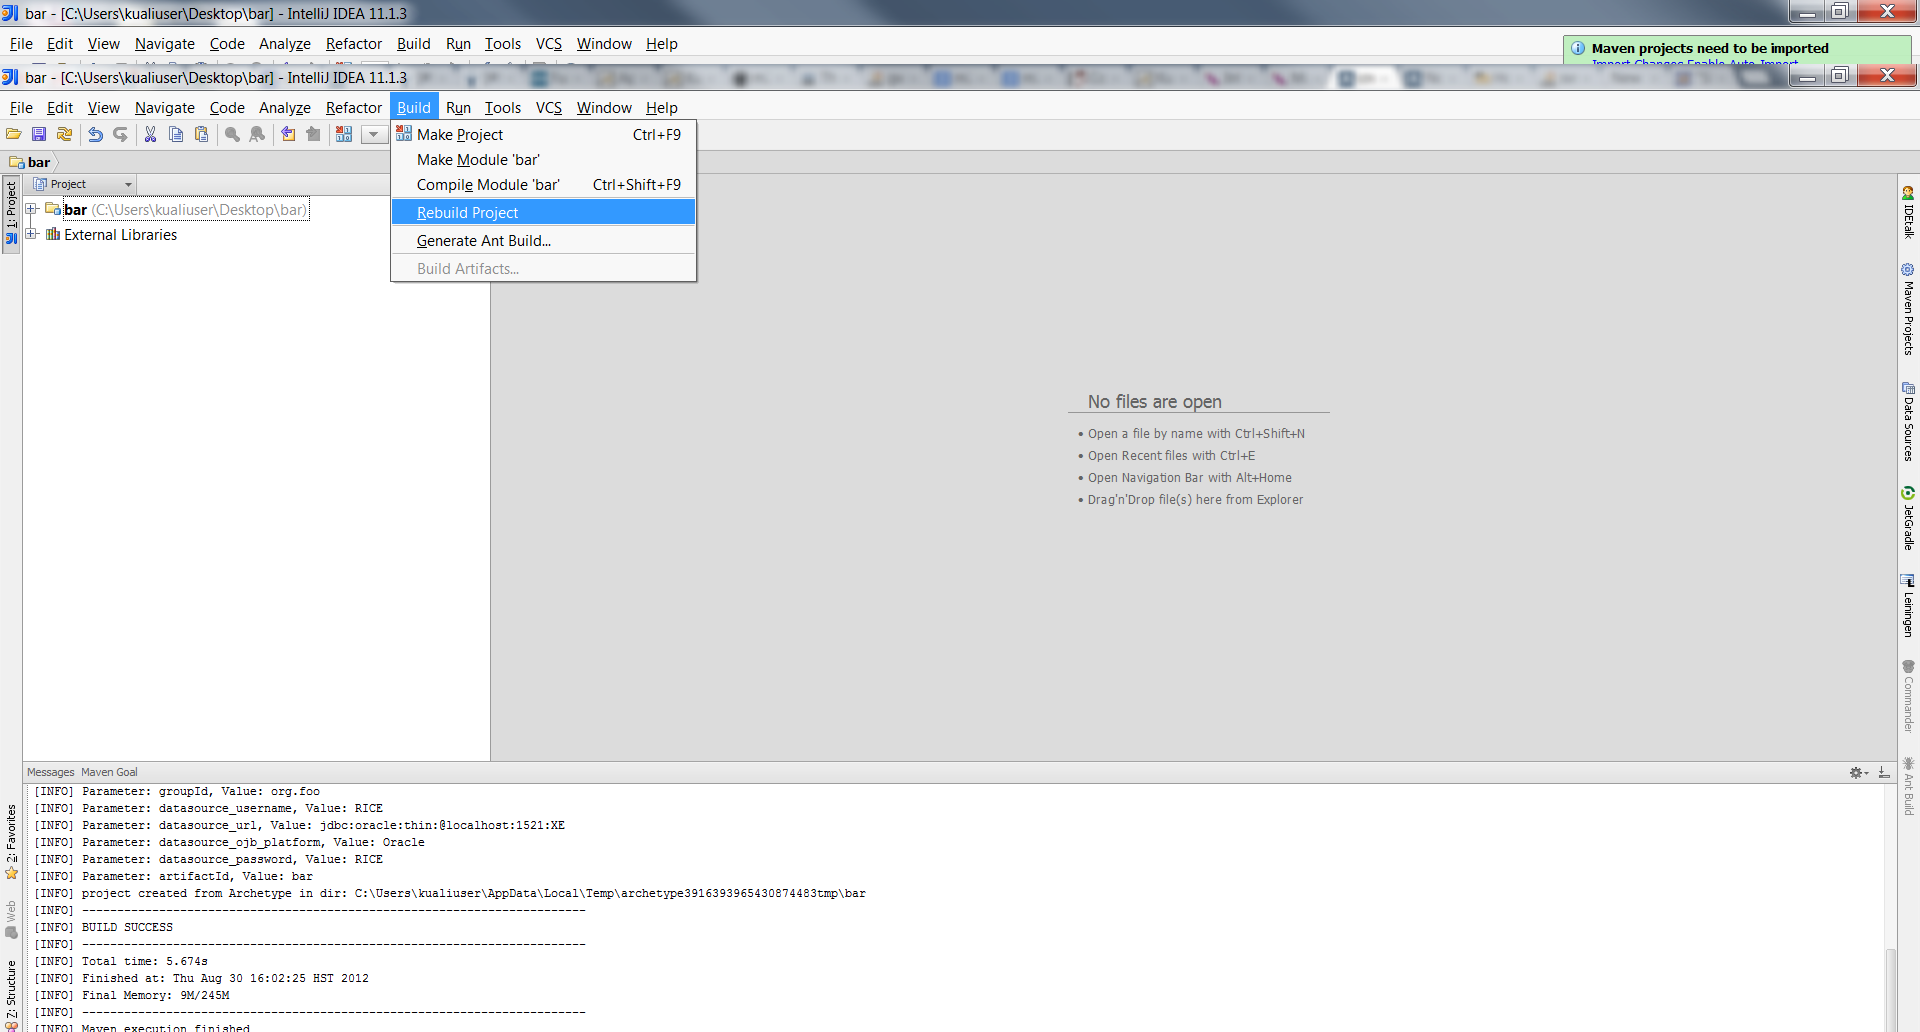 bar - [C:\Users\kualiuser\Desktop\bar] - IntelliJ IDEA 11.1.3
File Edit View Navigate Code Analyze Refactor Build Run Tools VCS Window Help
Maven projects need to be imported
Import Changes Enable Auto-Import
bar - [C:\Users\kualiuser\Desktop\bar] - IntelliJ IDEA 11.1.3
File Edit View Navigate Code Analyze Refactor Build Run Tools VCS Window Help
Make Project Ctrl+F9
Make Module 'bar'
Compile Module 'bar' Ctrl+Shift+F9
Rebuild Project
Generate Ant Build...
Build Artifacts...
bar
Project
bar (C:\Users\kualiuser\Desktop\bar)
External Libraries
1: Project
2: Favorites
Web
Z: Structure
No files are open
• Open a file by name with Ctrl+Shift+N
• Open Recent files with Ctrl+E
• Open Navigation Bar with Alt+Home
• Drag'n'Drop file(s) here from Explorer
IDEtalk
Maven Projects
Data Sources
JetGradle
Leiningen
Commander
Ant Build
Messages Maven Goal
[INFO] Parameter: groupId, Value: org.foo
[INFO] Parameter: datasource_username, Value: RICE
[INFO] Parameter: datasource_url, Value: jdbc:oracle:thin:@localhost:1521:XE
[INFO] Parameter: datasource_ojb_platform, Value: Oracle
[INFO] Parameter: datasource_password, Value: RICE
[INFO] Parameter: artifactId, Value: bar
[INFO] project created from Archetype in dir: C:\Users\kualiuser\AppData\Local\Temp\archetype3916393965430874483tmp\bar
[INFO] ------------------------------------------------------------------------
[INFO] BUILD SUCCESS
[INFO] ------------------------------------------------------------------------
[INFO] Total time: 5.674s
[INFO] Finished at: Thu Aug 30 16:02:25 HST 2012
[INFO] Final Memory: 9M/245M
[INFO] ------------------------------------------------------------------------
[INFO] Maven execution finished